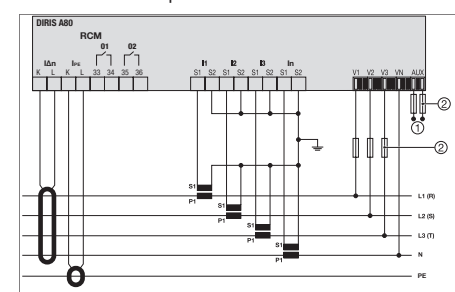 DIRIS A80
RCM
01 02
IΔn IPE I1 I2 I3 In
K L K L 33 34 35 36 S1 S2 S1 S2 S1 S2 S1 S2 V1 V2 V3 VN AUX
②
①
②
S1
P1 L1 (R)
S1
P1 L2 (S)
S1
P1 L3 (T)
S1
P1 N
PE